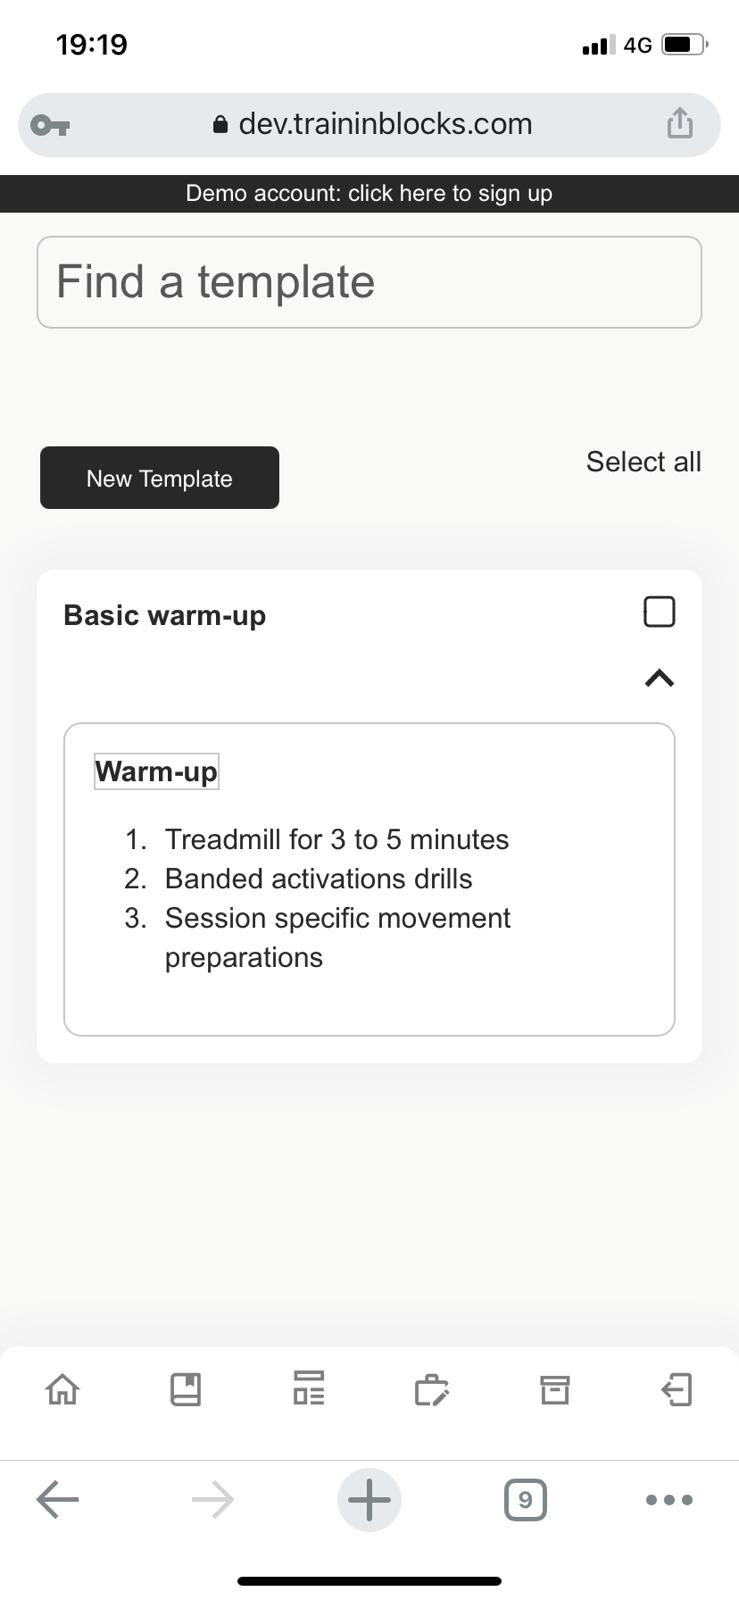 19:19
4G
dev.traininblocks.com
Demo account: click here to sign up
Find a template
New Template
Select all
Basic warm-up
Warm-up
1. Treadmill for 3 to 5 minutes
2. Banded activations drills
3. Session specific movement
preparations
9